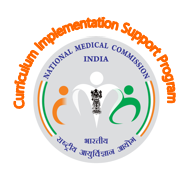 Curriculum Implementation Support Program
NATIONAL MEDICAL COMMISSION
INDIA
भारतीय
राष्ट्रीय आयुर्विज्ञान आयोग